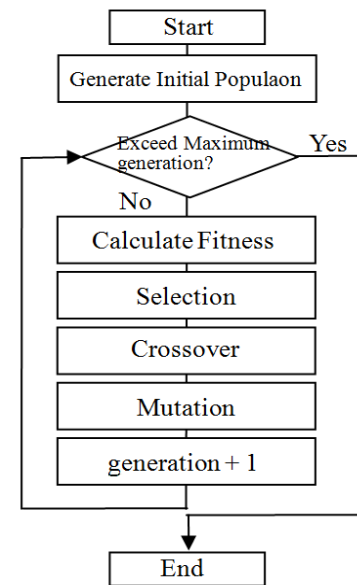 Start
Generate Initial Populaon
Exceed Maximum
generation?
Yes
No
Calculate Fitness
Selection
Crossover
Mutation
generation + 1
End